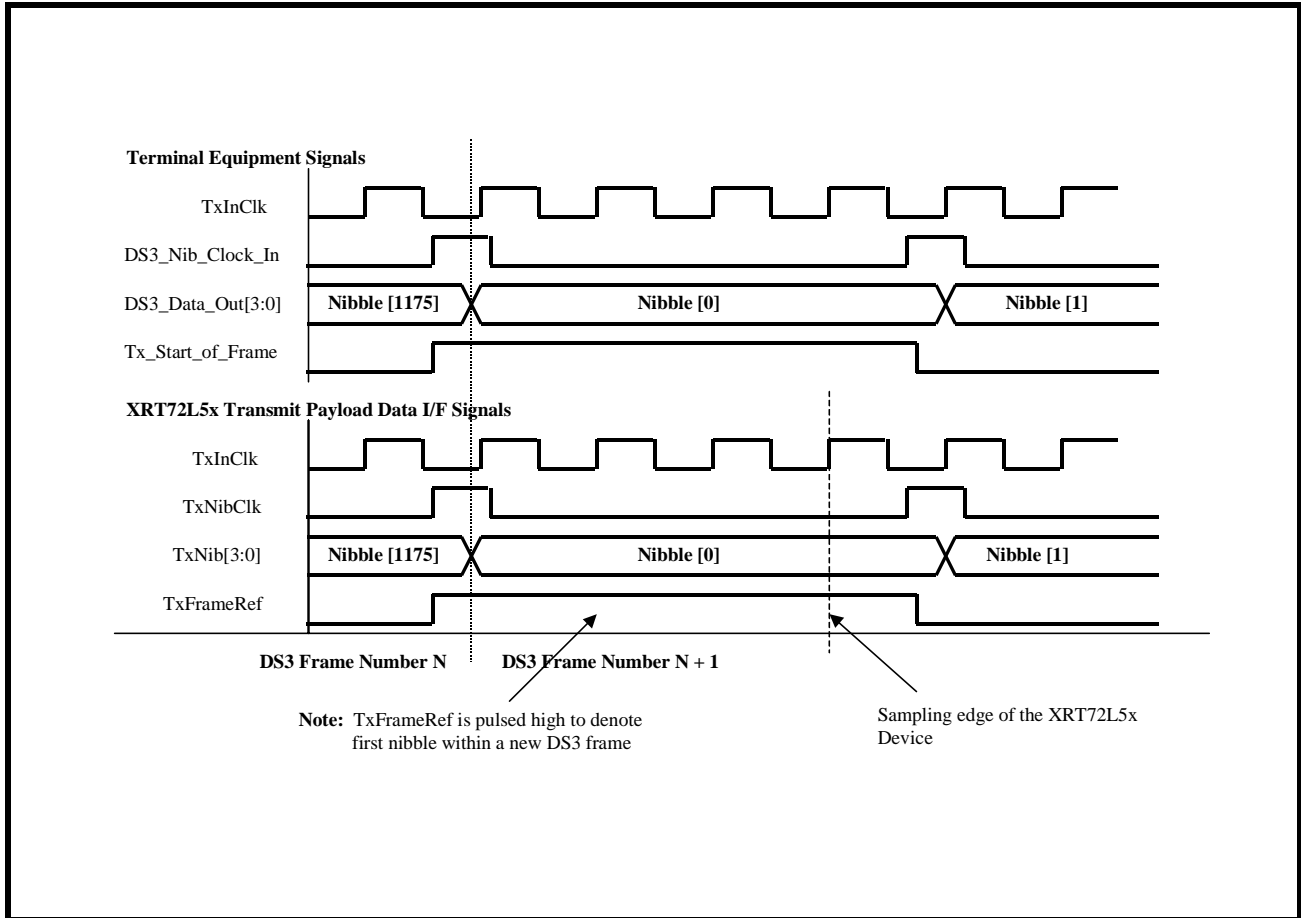 Terminal Equipment Signals
TxInClk
DS3_Nib_Clock_In
DS3_Data_Out[3:0]
Nibble [1175]
Nibble [0]
Nibble [1]
Tx_Start_of_Frame
XRT72L5x Transmit Payload Data I/F Signals
TxInClk
TxNibClk
TxNib[3:0]
Nibble [1175]
Nibble [0]
Nibble [1]
TxFrameRef
DS3 Frame Number N
DS3 Frame Number N + 1
Note: TxFrameRef is pulsed high to denote
first nibble within a new DS3 frame
Sampling edge of the XRT72L5x
Device